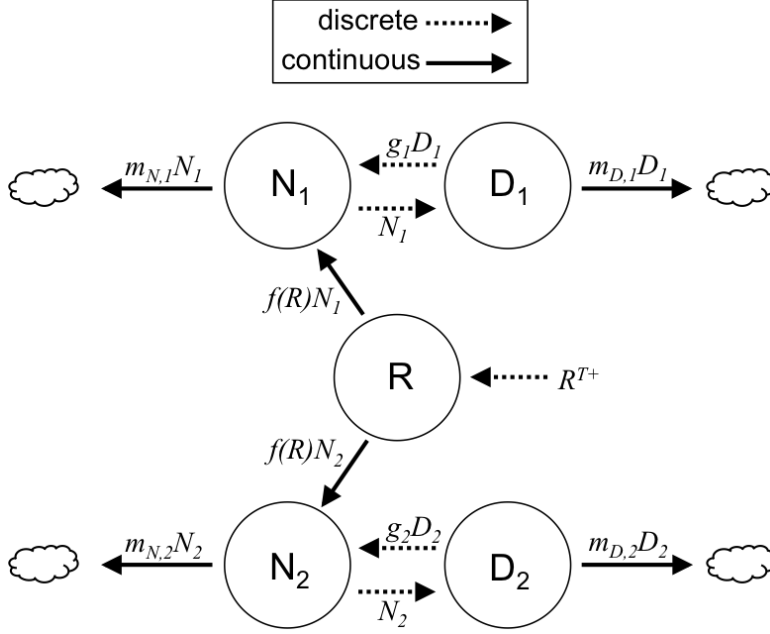 discrete
continuous
m_{N,1}N_1
N_1
g_1D_1
N_1
D_1
m_{D,1}D_1
f(R)N_1
R
R^{T+}
f(R)N_2
m_{N,2}N_2
N_2
g_2D_2
N_2
D_2
m_{D,2}D_2